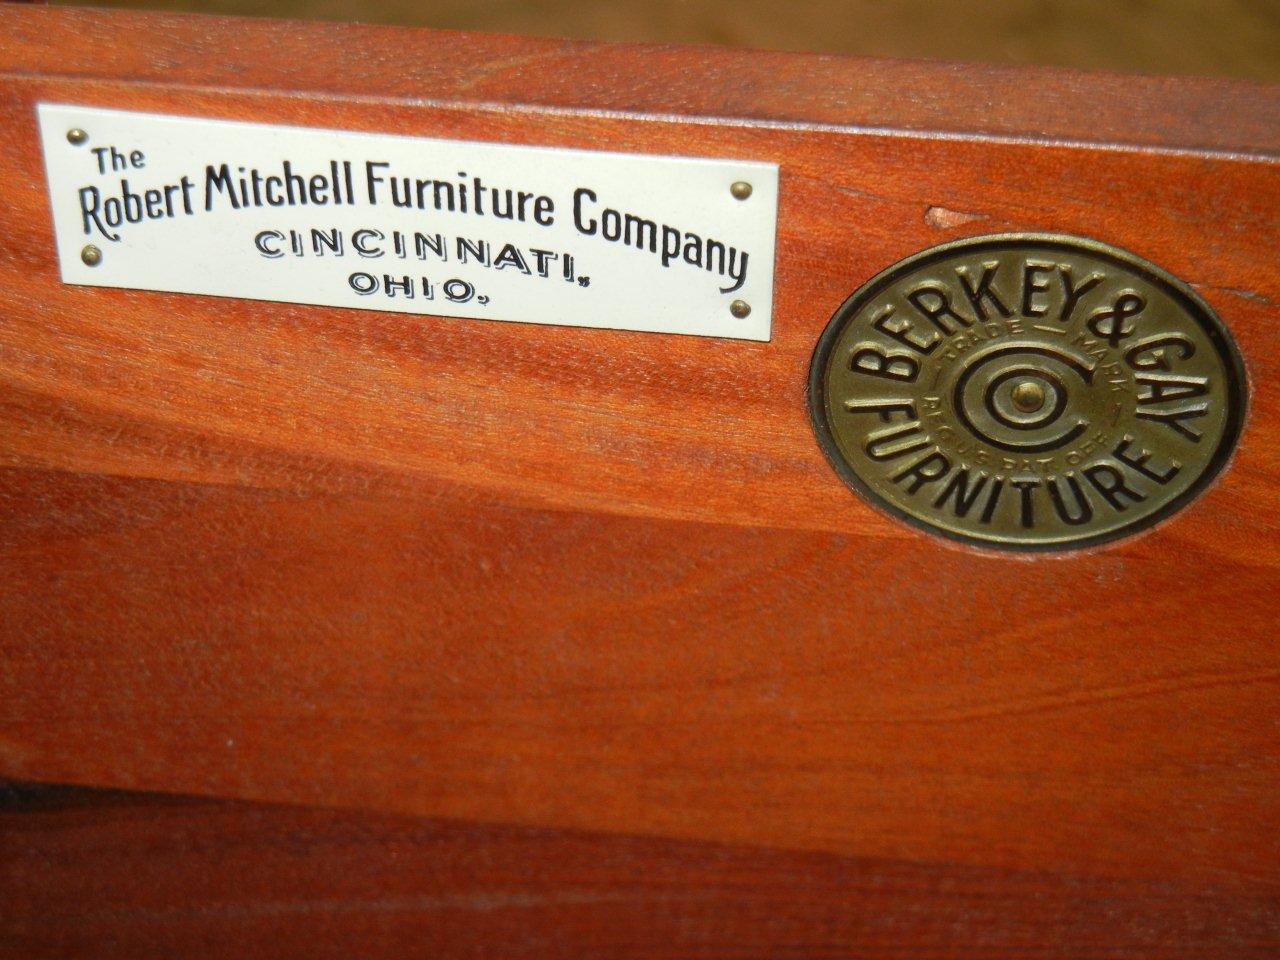 The
Robert Mitchell Furniture Company
CINCINNATI,,
OHIO,
BERKEY & GAY
TRADE MARK
REG. U.S. PAT. OFF.
FURNITURE